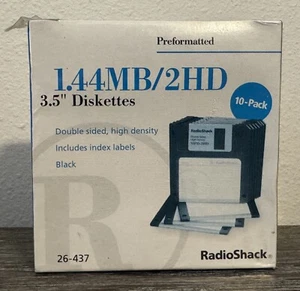 Preformatted
1.44MB/2HD
3.5" Diskettes
10-Pack
Double sided, high density
Includes index labels
Black
RadioShack
26-437
RadioShack®